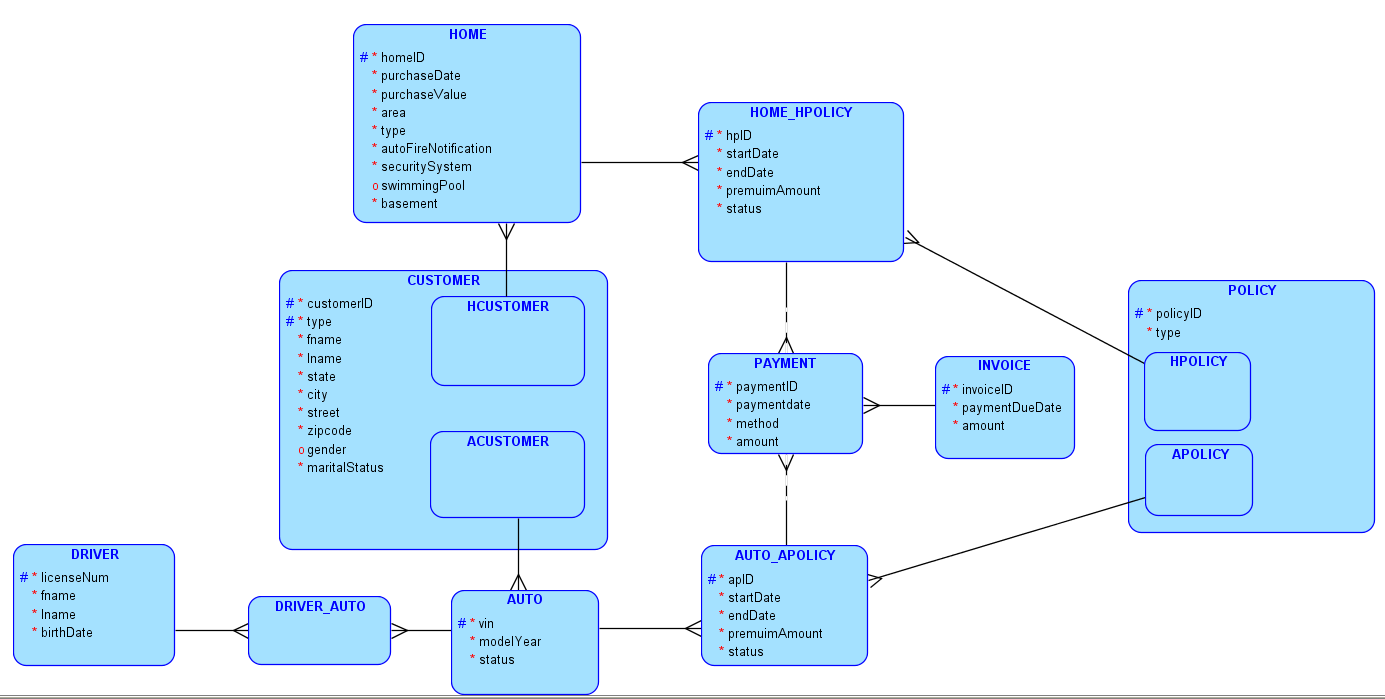 HOME
# * homeID
* purchaseDate
* purchaseValue
* area
* type
* autoFireNotification
* securitySystem
o swimmingPool
* basement
HOME_HPOLICY
# * hpID
* startDate
* endDate
* premuimAmount
* status
CUSTOMER
# * customerID
# * type
* fname
* lname
* state
* city
* street
* zipcode
o gender
* maritalStatus
HCUSTOMER
ACUSTOMER
POLICY
# * policyID
* type
HPOLICY
APOLICY
PAYMENT
# * paymentID
* paymentdate
* method
* amount
INVOICE
# * invoiceID
* paymentDueDate
* amount
DRIVER
# * licenseNum
* fname
* lname
* birthDate
DRIVER_AUTO
AUTO
# * vin
* modelYear
* status
AUTO_APOLICY
# * apID
* startDate
* endDate
* premuimAmount
* status